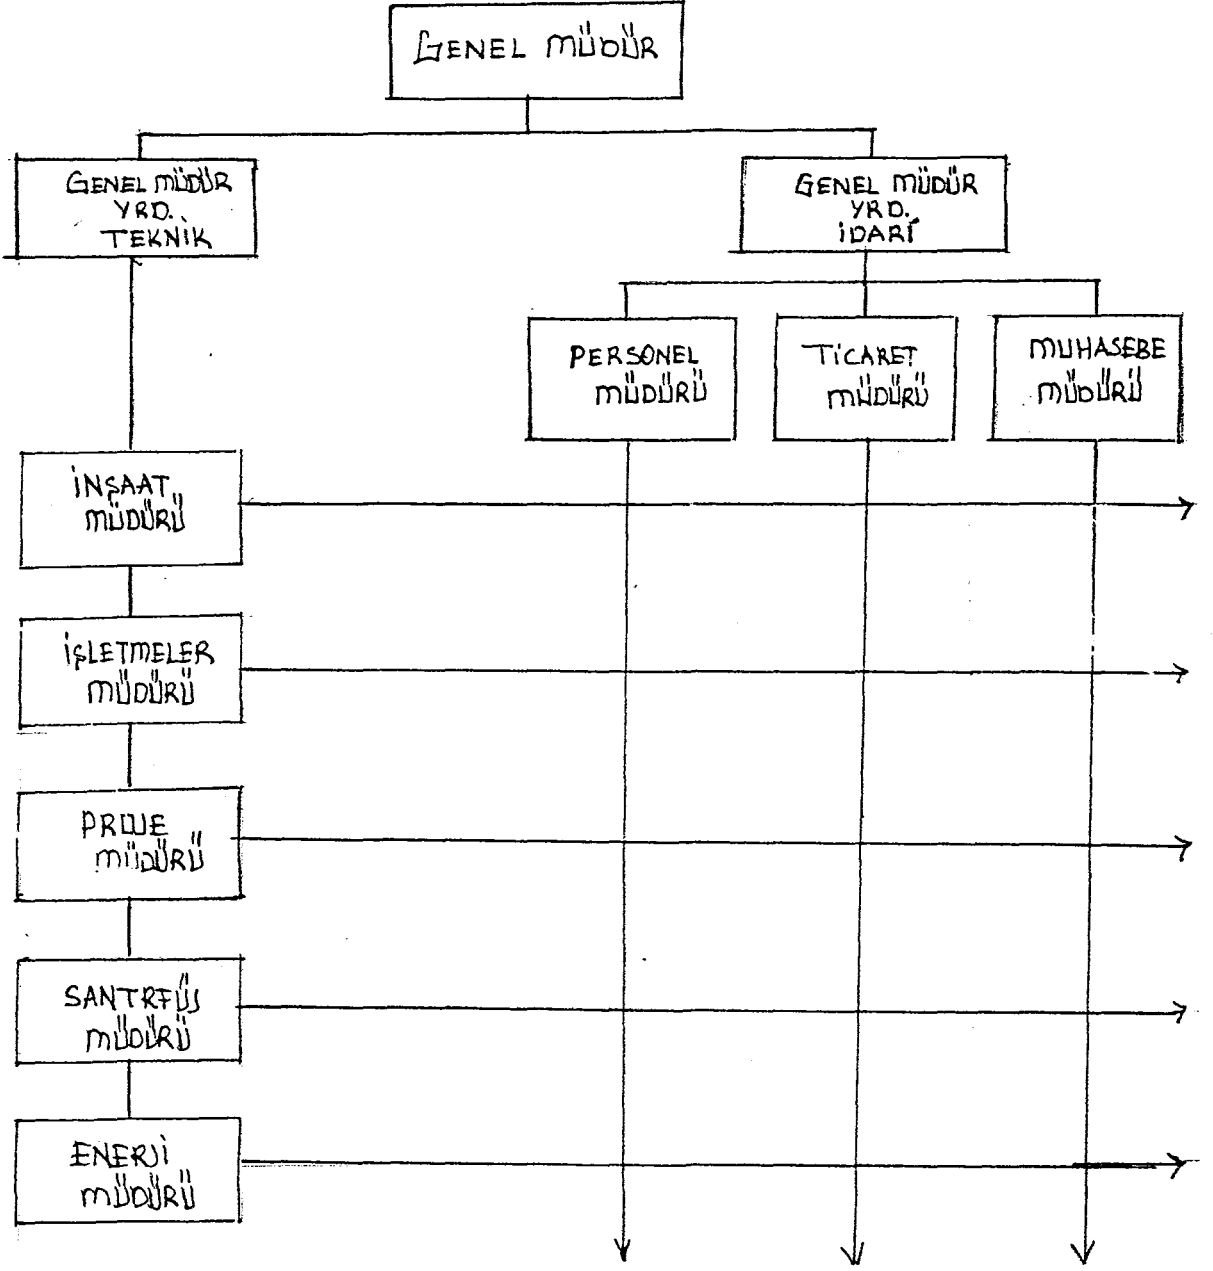 GENEL MÜDÜR
GENEL MÜDÜR
YRD.
TEKNİK
GENEL MÜDÜR
YRD.
İDARİ
PERSONEL
MÜDÜRÜ
TİCARET
MÜDÜRÜ
MUHASEBE
MÜDÜRÜ
İNŞAAT
MÜDÜRÜ
İŞLETMELER
MÜDÜRÜ
PROJE
MÜDÜRÜ
SANTRFÜJ
MÜDÜRÜ
ENERJİ
MÜDÜRÜ